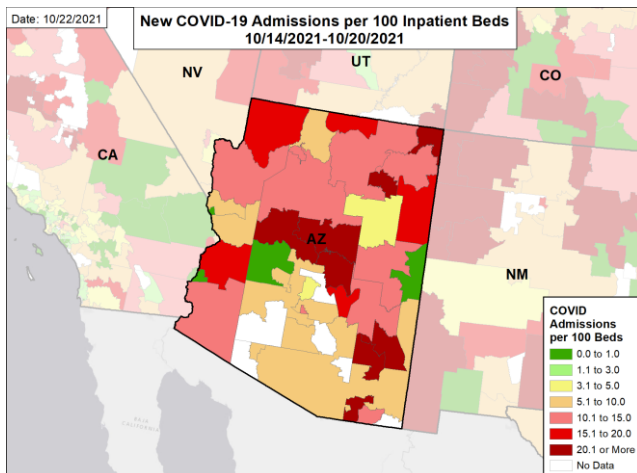 Date: 10/22/2021
New COVID-19 Admissions per 100 Inpatient Beds
10/14/2021-10/20/2021
NV
UT
CO
CA
AZ
NM
BAJA
CALIFORNIA
COVID
Admissions
per 100 Beds
0.0 to 1.0
1.1 to 3.0
3.1 to 5.0
5.1 to 10.0
10.1 to 15.0
15.1 to 20.0
20.1 or More
No Data